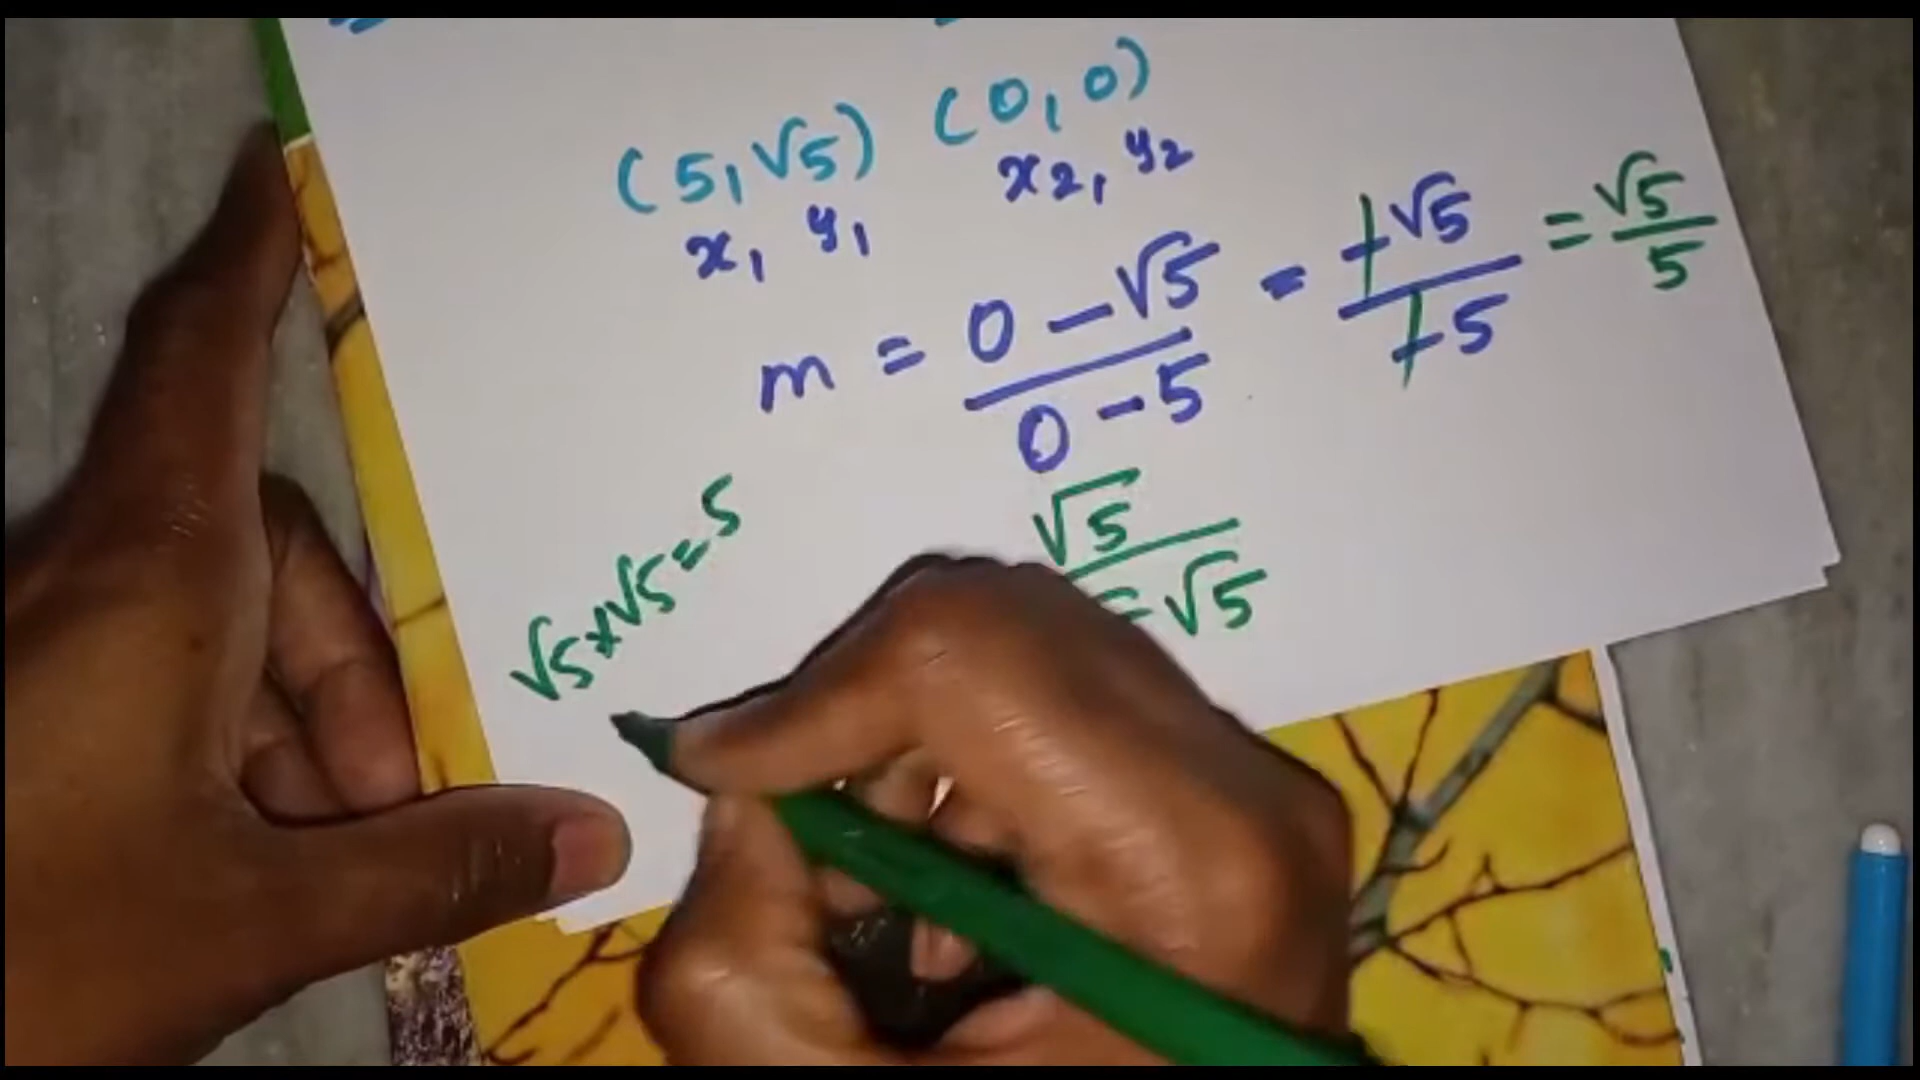 (5, √5) (0, 0)
x₁ y₁ x₂, y₂
m = 0 - √5 / 0 - 5 = -√5 / -5 = √5 / 5
√5 × √5 = 5
√5
= √5